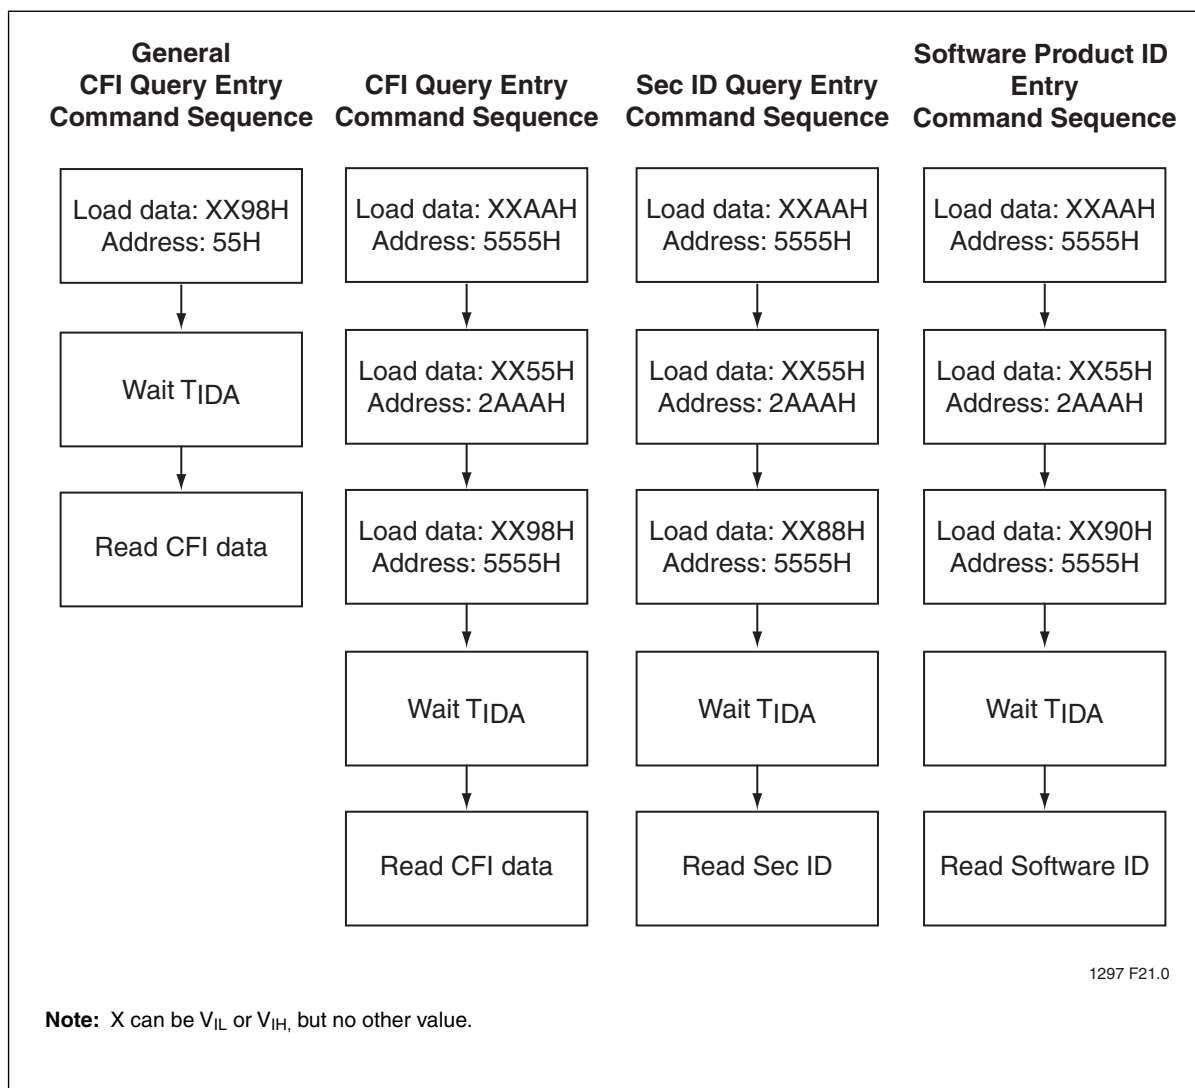 General
CFI Query Entry
Command Sequence
Load data: XX98H
Address: 55H
Wait TIDA
Read CFI data
CFI Query Entry
Command Sequence
Load data: XXAAH
Address: 5555H
Load data: XX55H
Address: 2AAAH
Load data: XX98H
Address: 5555H
Wait TIDA
Read CFI data
Sec ID Query Entry
Command Sequence
Load data: XXAAH
Address: 5555H
Load data: XX55H
Address: 2AAAH
Load data: XX88H
Address: 5555H
Wait TIDA
Read Sec ID
Software Product ID
Entry
Command Sequence
Load data: XXAAH
Address: 5555H
Load data: XX55H
Address: 2AAAH
Load data: XX90H
Address: 5555H
Wait TIDA
Read Software ID
1297 F21.0
Note: X can be VIL or VIH, but no other value.